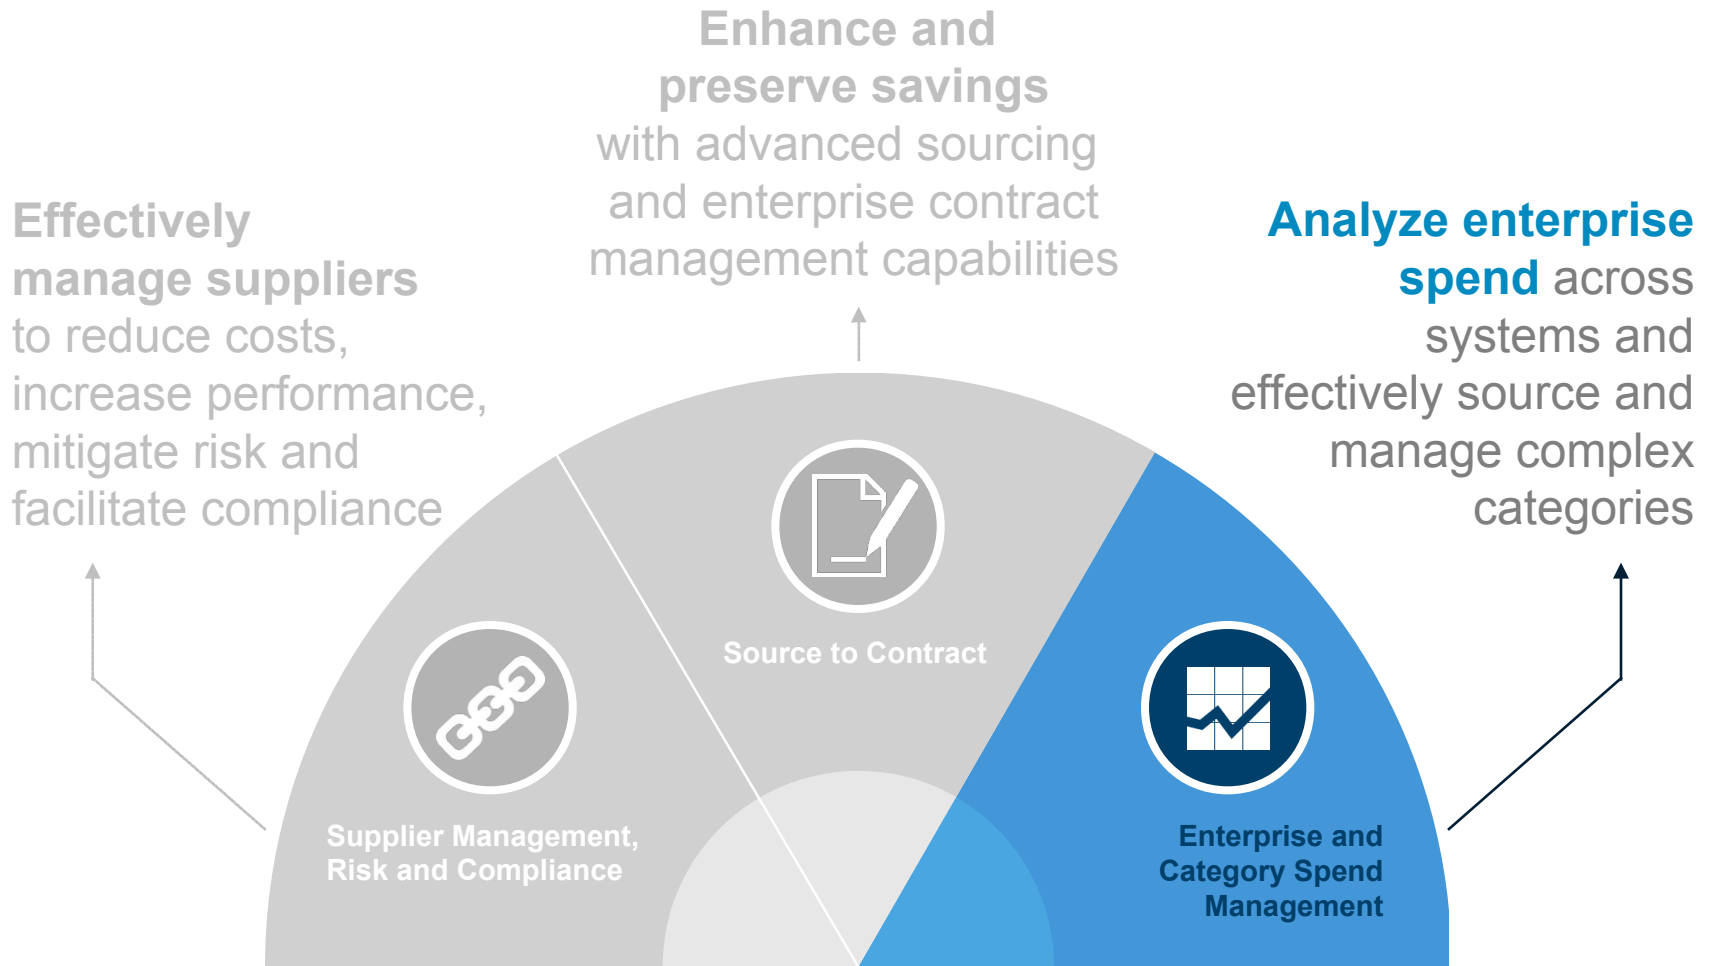 Enhance and
preserve savings
with advanced sourcing
and enterprise contract
management capabilities
Effectively
manage suppliers
to reduce costs,
increase performance,
mitigate risk and
facilitate compliance
Analyze enterprise
spend across
systems and
effectively source and
manage complex
categories
Source to Contract
Supplier Management,
Risk and Compliance
Enterprise and
Category Spend
Management